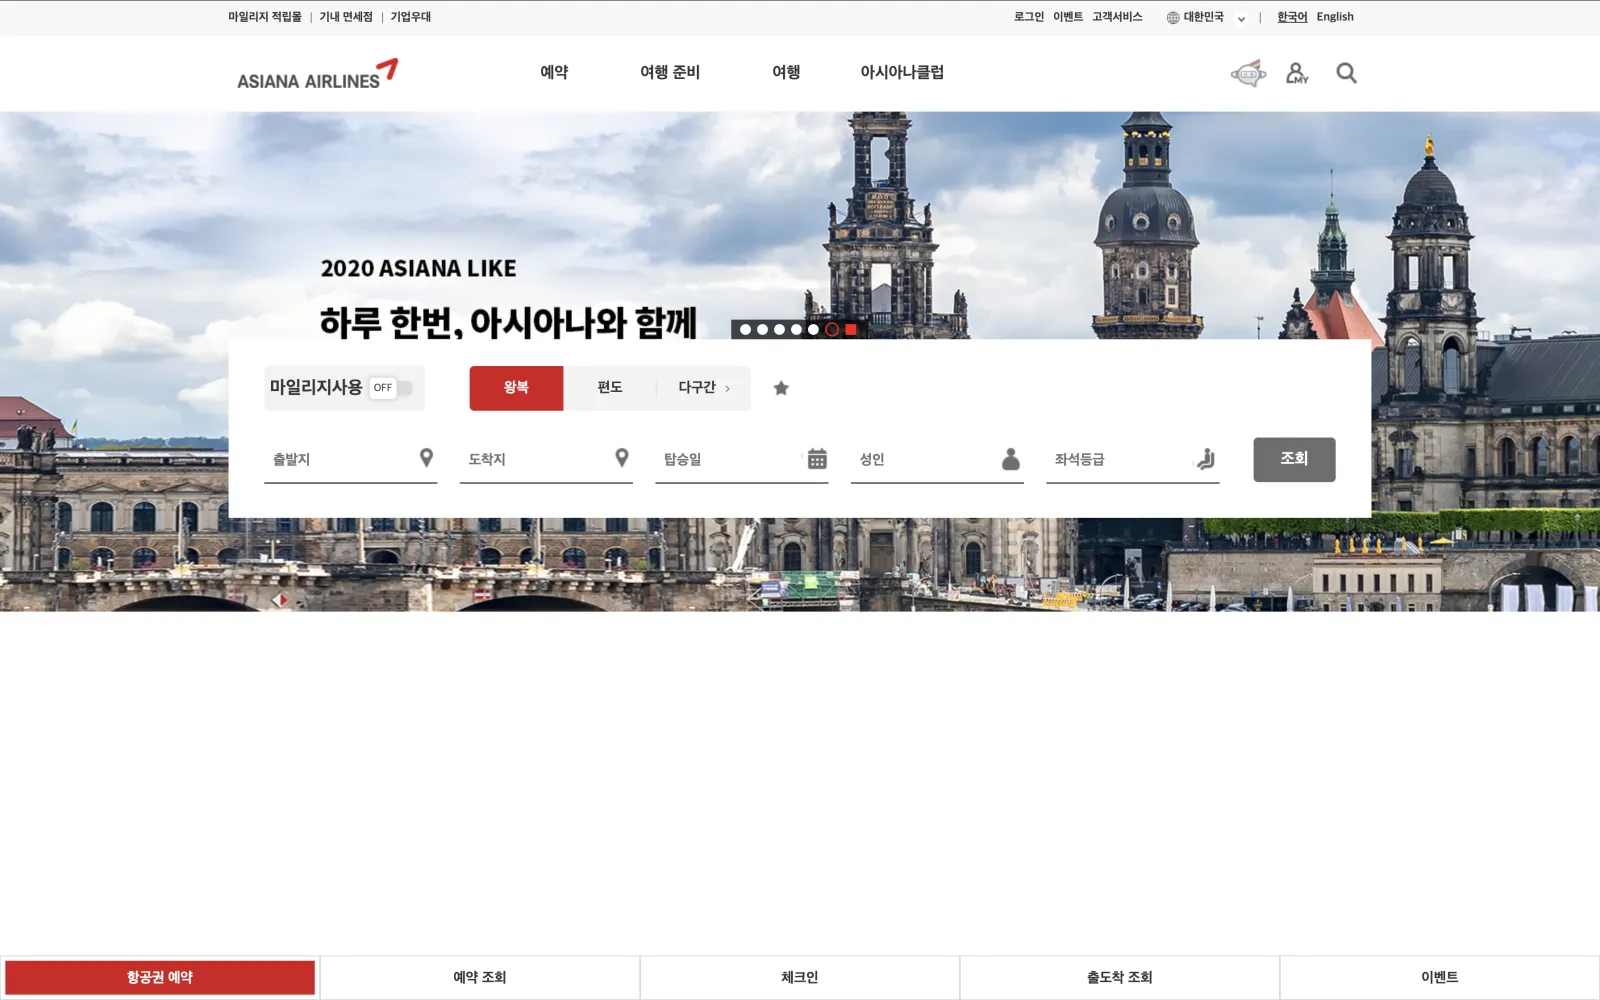 마일리지 적립몰 | 기내 면세점 | 기업우대
로그인 이벤트 고객서비스 대한민국 | 한국어 English
ASIANA AIRLINES
예약 여행 준비 여행 아시아나클럽
MY
2020 ASIANA LIKE
하루 한번, 아시아나와 함께
마일리지사용 OFF
왕복 편도 다구간
출발지 도착지 탑승일 성인 좌석등급 조회
항공권 예약 예약 조회 체크인 출도착 조회 이벤트